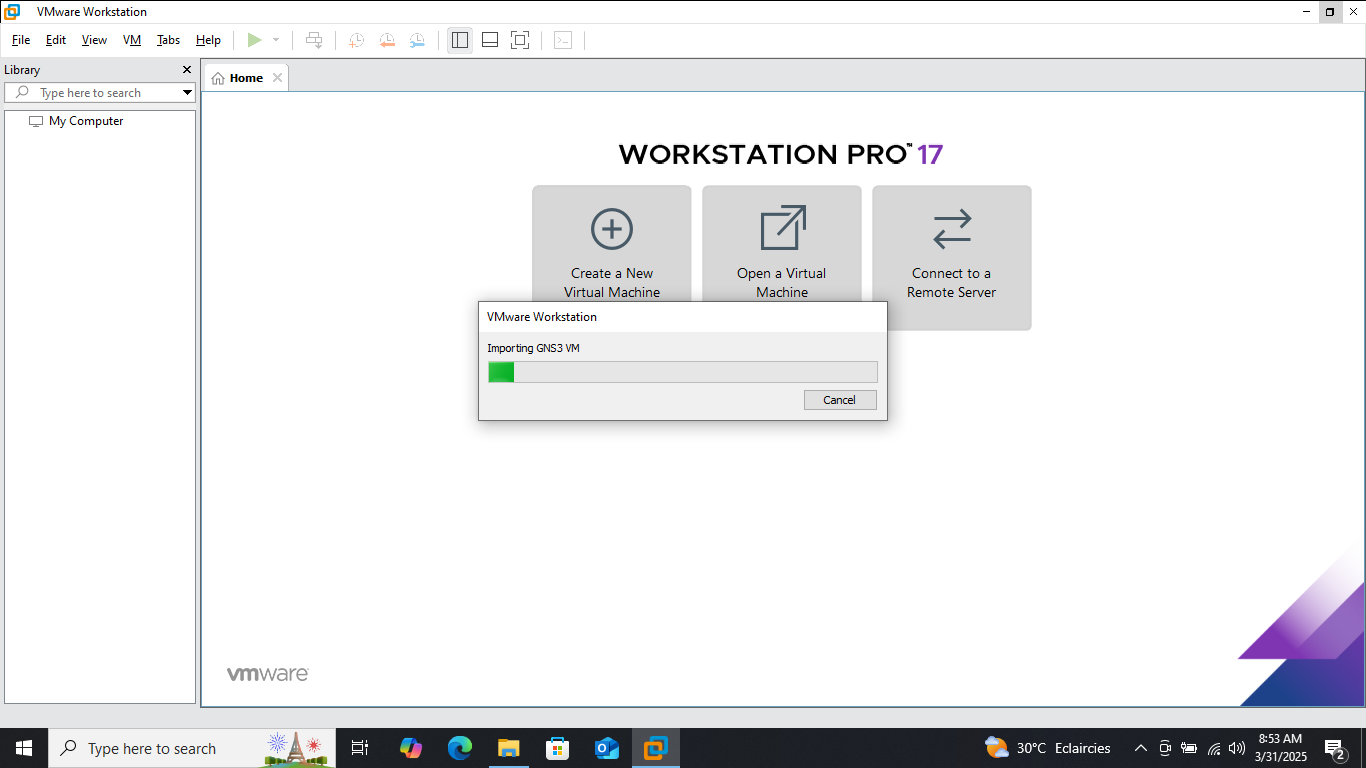 VMware Workstation
File Edit View VM Tabs Help
Library
Type here to search
My Computer
Home
WORKSTATION PRO™ 17
Create a New
Virtual Machine
Open a Virtual
Machine
Connect to a
Remote Server
VMware Workstation
Importing GNS3 VM
Cancel
vmware
Type here to search
30°C Eclaircies
8:53 AM
3/31/2025
2